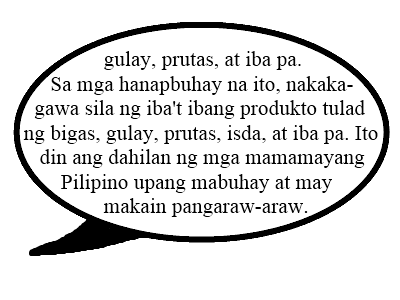 gulay, prutas, at iba pa.
Sa mga hanapbuhay na ito, nakaka-
gawa sila ng iba't ibang produkto tulad
ng bigas, gulay, prutas, isda, at iba pa. Ito
din ang dahilan ng mga mamamayang
Pilipino upang mabuhay at may
makain pangaraw-araw.